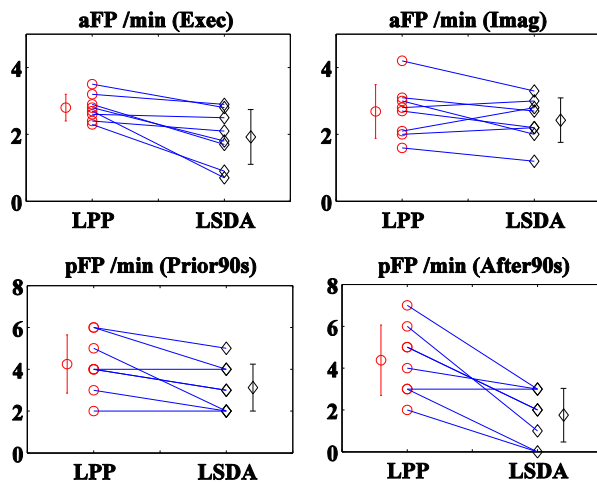 aFP /min (Exec)
4
2
0
LPP LSDA
aFP /min (Imag)
4
2
0
LPP LSDA
pFP /min (Prior90s)
8
6
4
2
0
LPP LSDA
pFP /min (After90s)
8
6
4
2
0
LPP LSDA